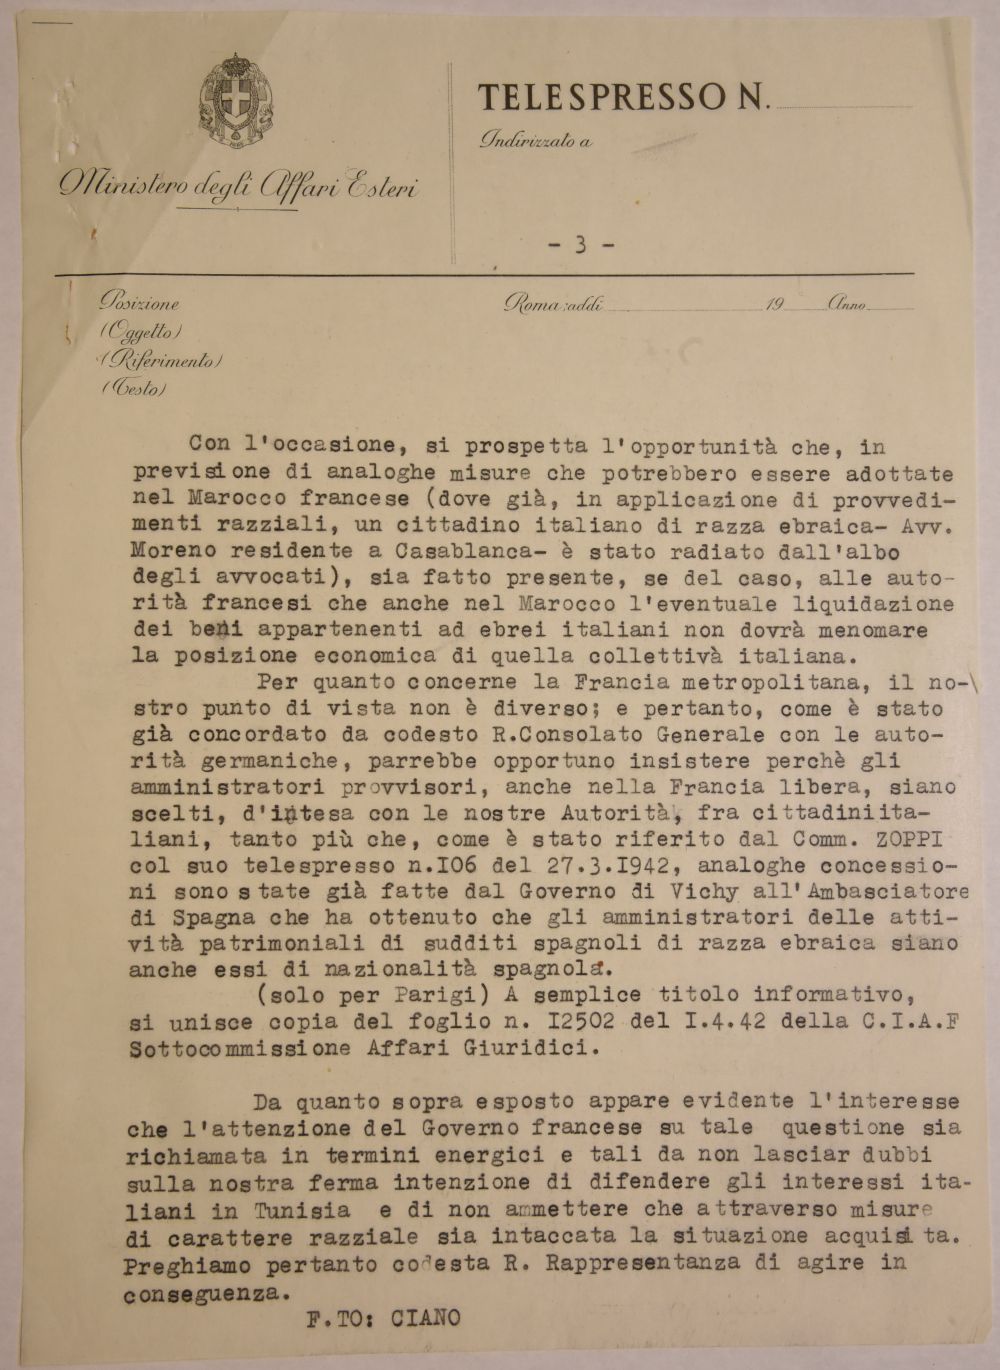 TELESPRESSO N.
Indirizzato a
Ministero degli Affari Esteri
- 3 -
Posizione
Roma, addì 19 Anno
(Oggetto)
(Riferimento)
(Testo)
Con l'occasione, si prospetta l'opportunità che, in
previsione di analoghe misure che potrebbero essere adottate
nel Marocco francese (dove già, in applicazione di provvedi-
menti razziali, un cittadino italiano di razza ebraica- Avv.
Moreno residente a Casablanca- è stato radiato dall'albo
degli avvocati), sia fatto presente, se del caso, alle auto-
rità francesi che anche nel Marocco l'eventuale liquidazione
dei beni appartenenti ad ebrei italiani non dovrà menomare
la posizione economica di quella collettivà italiana.
Per quanto concerne la Francia metropolitana, il no-
stro punto di vista non è diverso; e pertanto, come è stato
già concordato da codesto R.Consolato Generale con le auto-
rità germaniche, parrebbe opportuno insistere perchè gli
amministratori provvisori, anche nella Francia libera, siano
scelti, d'intesa con le nostre Autorità, fra cittadiniita-
liani, tanto più che, come è stato riferito dal Comm. ZOPPI
col suo telespresso n.I06 del 27.3.I942, analoghe concessio-
ni sono state già fatte dal Governo di Vichy all'Ambasciatore
di Spagna che ha ottenuto che gli amministratori delle atti-
vità patrimoniali di sudditi spagnoli di razza ebraica siano
anche essi di nazionalità spagnola.
(solo per Parigi) A semplice titolo informativo,
si unisce copia del foglio n. I2502 del I.4.42 della C.I.A.F
Sottocommissione Affari Giuridici.
Da quanto sopra esposto appare evidente l'interesse
che l'attenzione del Governo francese su tale questione sia
richiamata in termini energici e tali da non lasciar dubbi
sulla nostra ferma intenzione di difendere gli interessi ita-
liani in Tunisia e di non ammettere che attraverso misure
di carattere razziale sia intaccata la situazione acquisita.
Preghiamo pertanto codesta R. Rappresentanza di agire in
conseguenza.
F.TO: CIANO